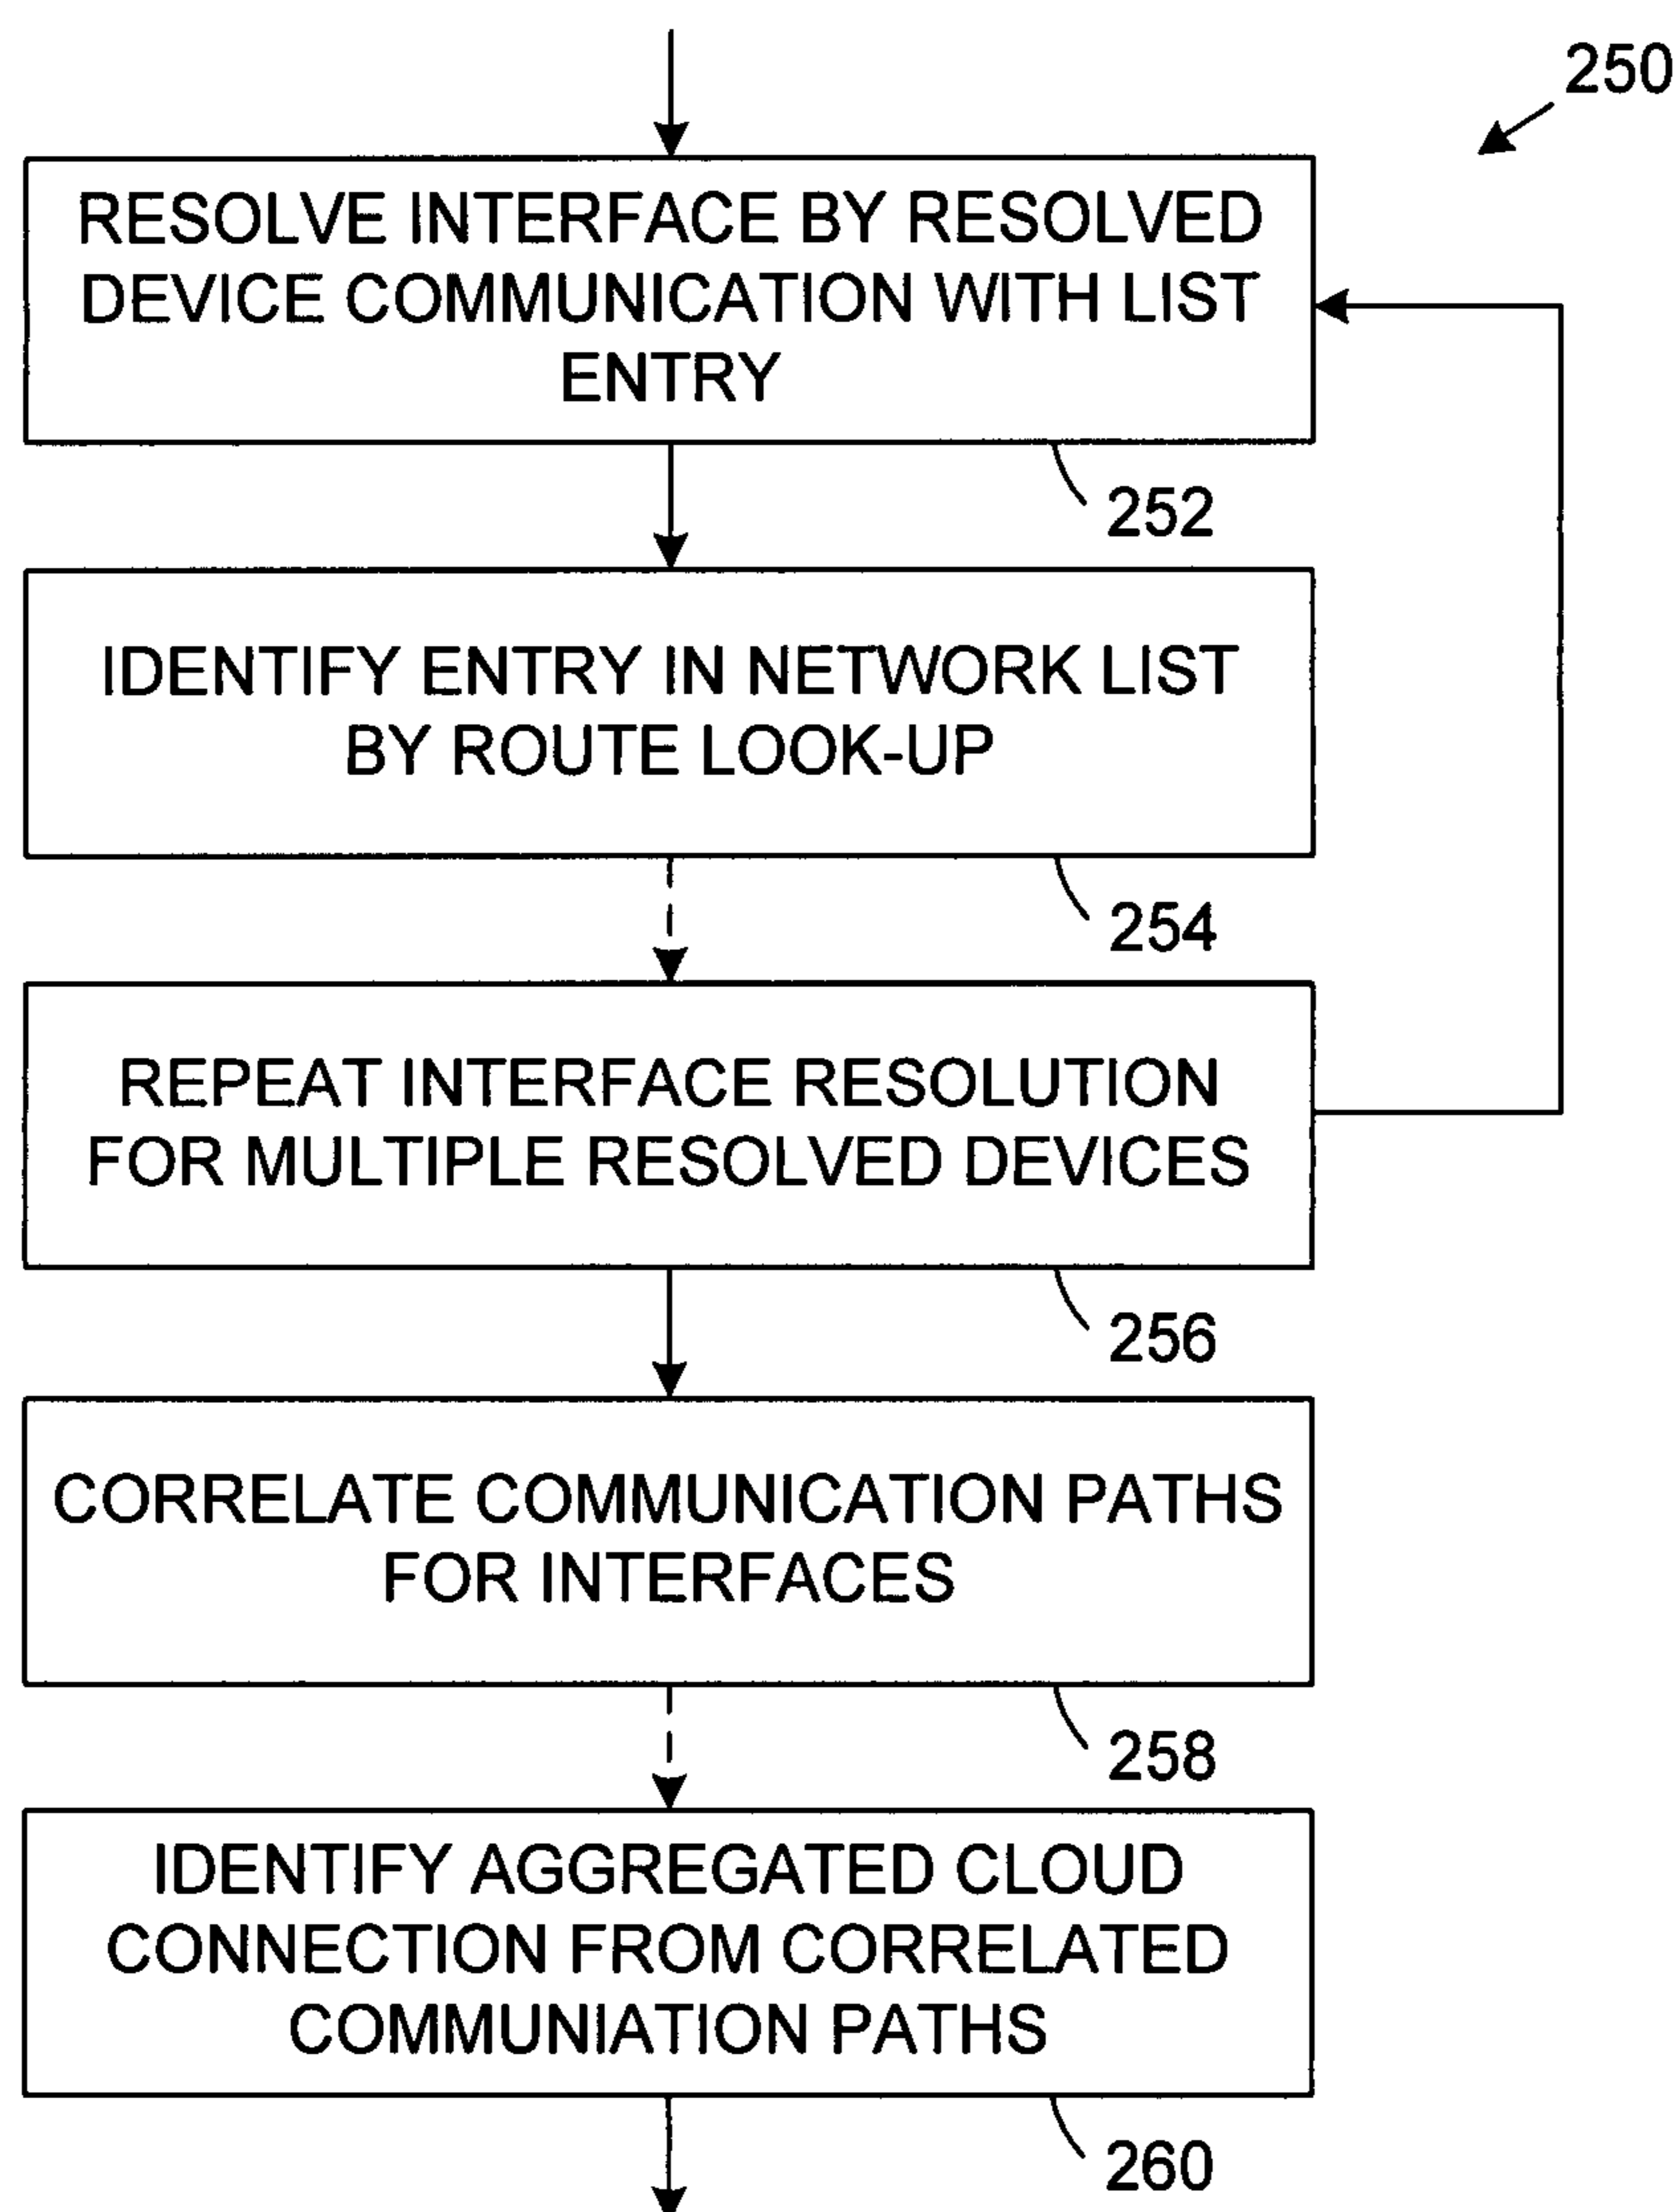 250
RESOLVE INTERFACE BY RESOLVED
DEVICE COMMUNICATION WITH LIST
ENTRY
252
IDENTIFY ENTRY IN NETWORK LIST
BY ROUTE LOOK-UP
254
REPEAT INTERFACE RESOLUTION
FOR MULTIPLE RESOLVED DEVICES
256
CORRELATE COMMUNICATION PATHS
FOR INTERFACES
258
IDENTIFY AGGREGATED CLOUD
CONNECTION FROM CORRELATED
COMMUNIATION PATHS
260